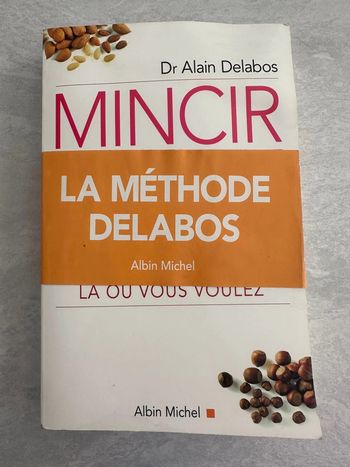 Dr Alain Delabos
MINCIR
LA MÉTHODE
DELABOS
Albin Michel
LÀ OÙ VOUS VOULEZ
Albin Michel